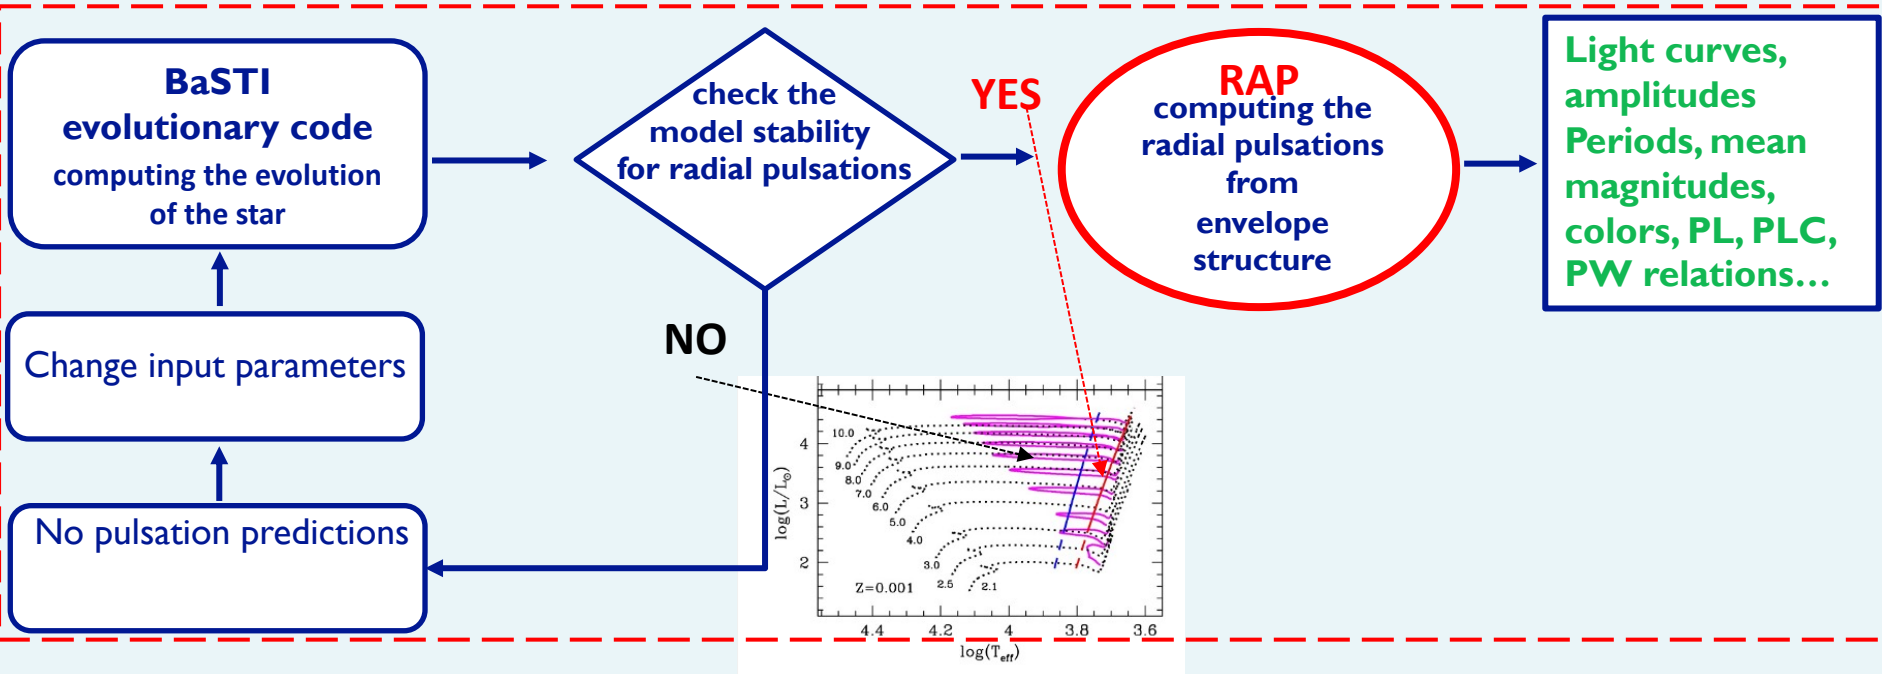 BaSTI
evolutionary code
computing the evolution
of the star
check the
model stability
for radial pulsations
YES
RAP
computing the
radial pulsations
from
envelope
structure
Light curves,
amplitudes
Periods, mean
magnitudes,
colors, PL, PLC,
PW relations…
NO
Change input parameters
No pulsation predictions
log(L/L⊙)
4
3
2
10.0
9.0
8.0
7.0
6.0
5.0
4.0
3.0
2.5
2.1
Z=0.001
4.4 4.2 4 3.8 3.6
log(Teff)